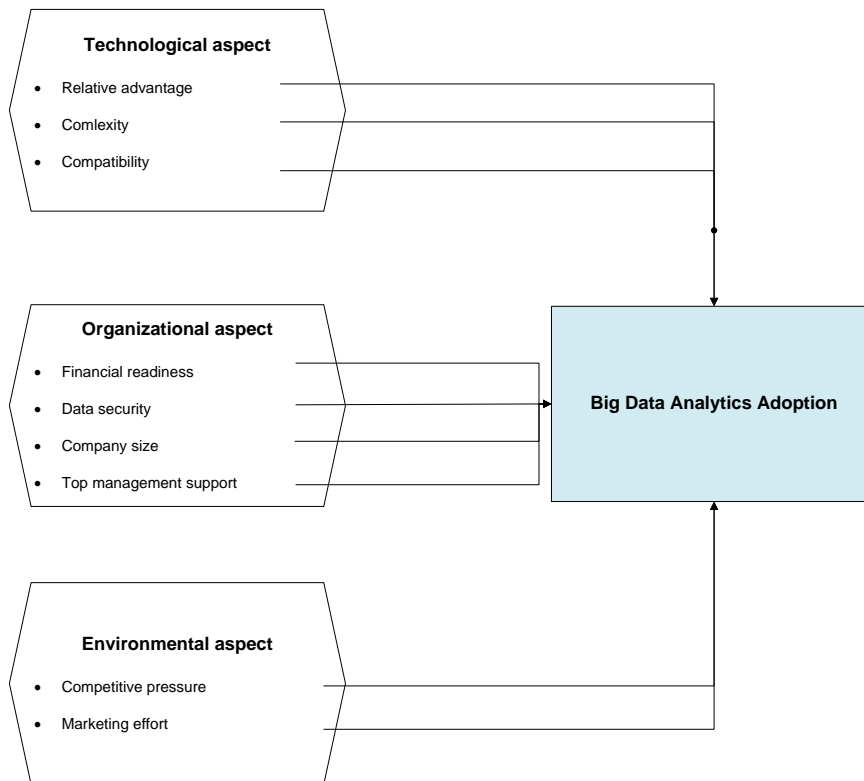 Technological aspect
• Relative advantage
• Comlexity
• Compatibility
Organizational aspect
• Financial readiness
• Data security
• Company size
• Top management support
Big Data Analytics Adoption
Environmental aspect
• Competitive pressure
• Marketing effort